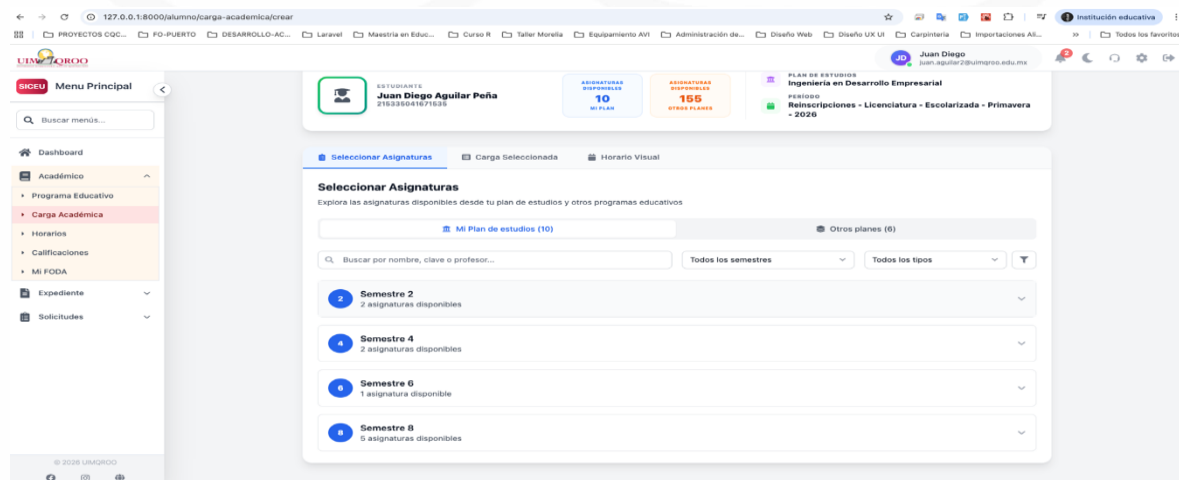 127.0.0.1:8000/alumno/carga-academica/crear
Institución educativa
PROYECTOS CQC...
FO-PUERTO
DESARROLLO-AC...
Laravel
Maestria en Educ...
Curso R
Taller Morelia
Equipamiento AVI
Administración de...
Diseño Web
Diseño UX UI
Carpinteria
Importaciones Ali...
Todos los favoritos
UIMQROO
JD
Juan Diego
juan.aguilar2@uimqroo.edu.mx
2
SICEU Menu Principal
Buscar menús...
Dashboard
Académico
Programa Educativo
Carga Académica
Horarios
Calificaciones
Mi FODA
Expediente
Solicitudes
© 2026 UIMQROO
ESTUDIANTE
Juan Diego Aguilar Peña
215335041671535
ASIGNATURAS DISPONIBLES
10
MI PLAN
ASIGNATURAS DISPONIBLES
155
OTROS PLANES
PLAN DE ESTUDIOS
Ingeniería en Desarrollo Empresarial
PERÍODO
Reinscripciones - Licenciatura - Escolarizada - Primavera
- 2026
Seleccionar Asignaturas
Carga Seleccionada
Horario Visual
Seleccionar Asignaturas
Explora las asignaturas disponibles desde tu plan de estudios y otros programas educativos
Mi Plan de estudios (10)
Otros planes (6)
Buscar por nombre, clave o profesor...
Todos los semestres
Todos los tipos
2
Semestre 2
2 asignaturas disponibles
4
Semestre 4
2 asignaturas disponibles
6
Semestre 6
1 asignatura disponible
8
Semestre 8
5 asignaturas disponibles